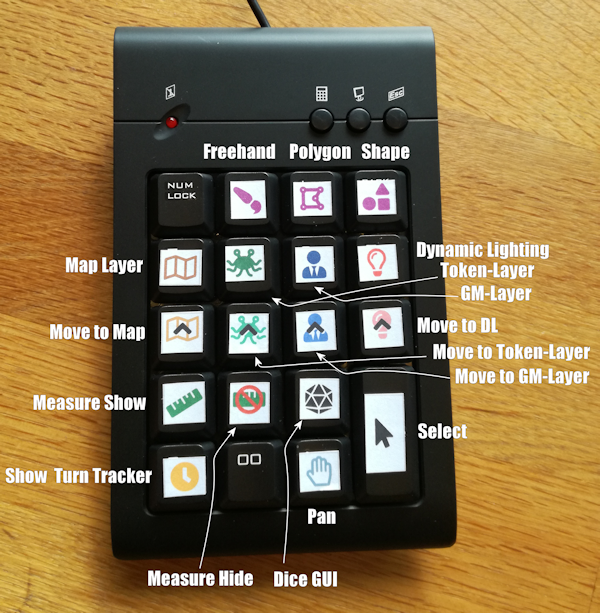 Esc
Freehand Polygon Shape
NUM
LOCK
Map Layer
Dynamic Lighting
Token-Layer
GM-Layer
Move to Map
Move to DL
Move to Token-Layer
Move to GM-Layer
Measure Show
Select
Show Turn Tracker
00
Pan
Measure Hide
Dice GUI